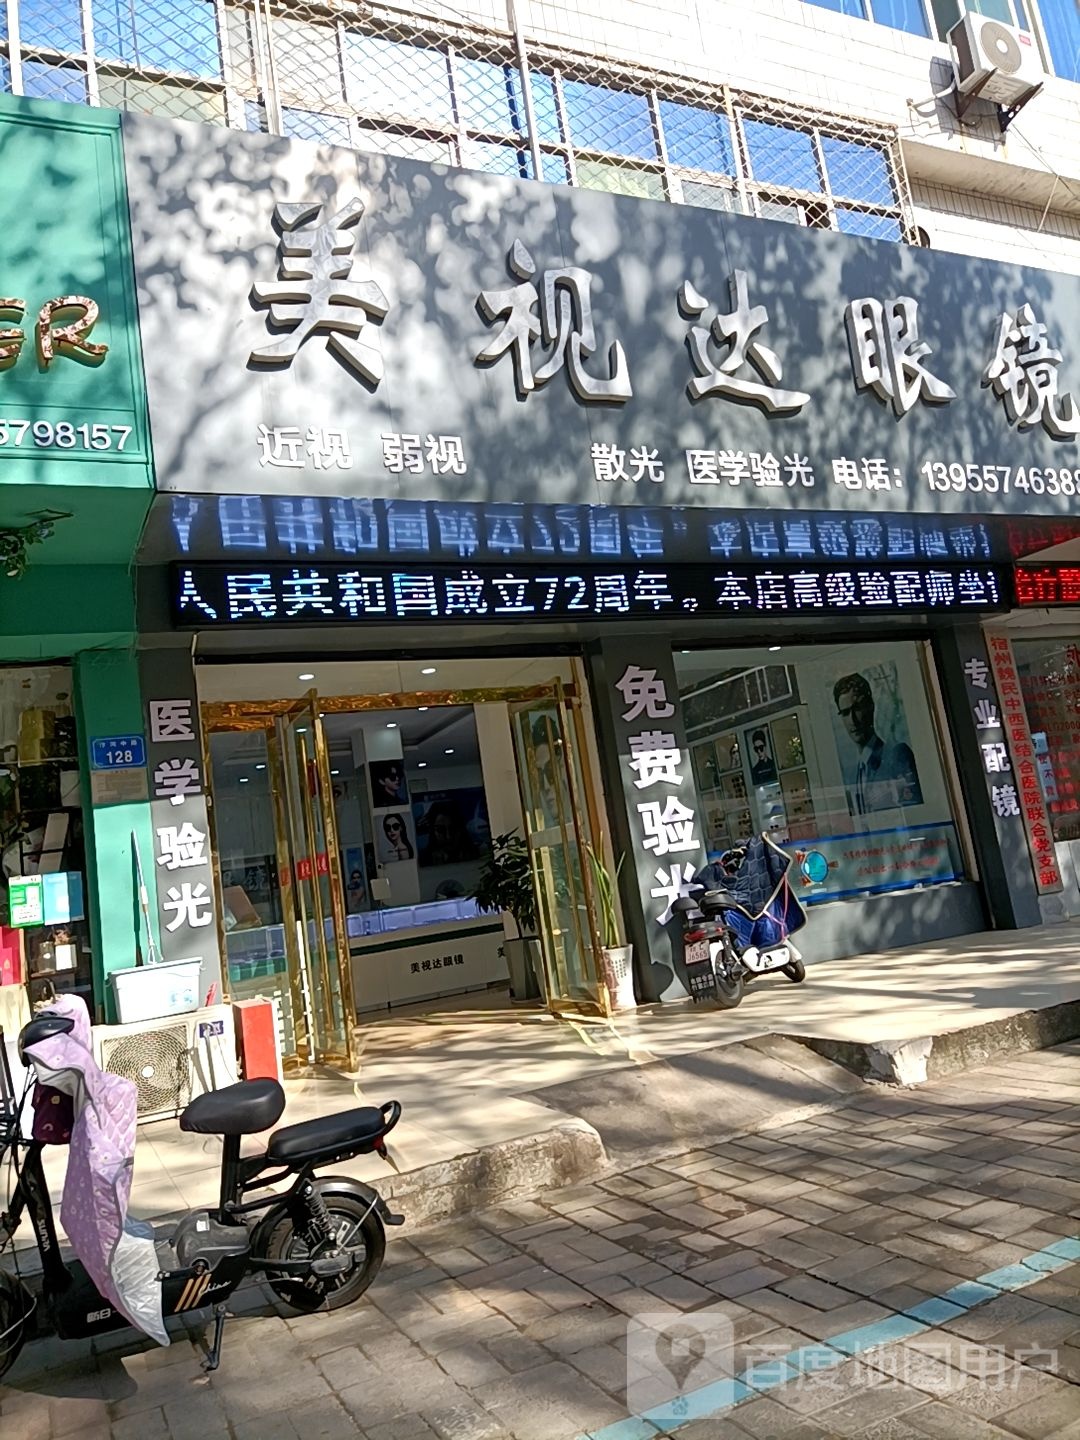 美视达眼镜
ER
5798157
近视 弱视 散光 医学验光 电话：1395574638
人民共和国成立72周年。本店高级验配师坐
医学验光
免费验光
专业配镜
宿州魏民中西医结合医院联合党支部
128
美视达眼镜
美
J6565
百度地图用户